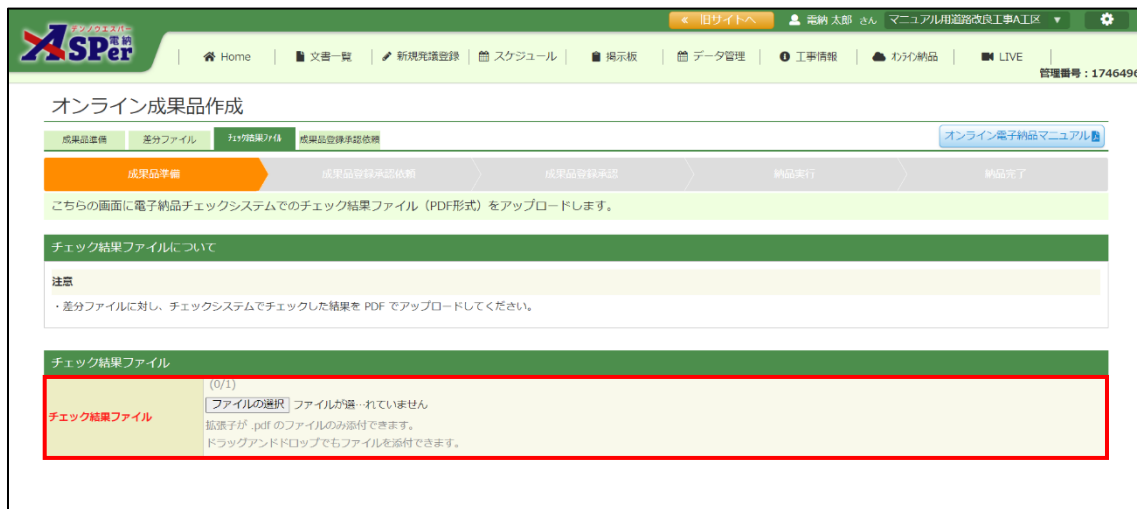 « 旧サイトへ 電納 太郎 さん マニュアル用道路改良工事A工区 ▼
デンノウエスパー
ASPer 電納
Home 文書一覧 新規発議登録 スケジュール 掲示板 データ管理 工事情報 オンライン納品 LIVE
管理番号：1746496
オンライン成果品作成
成果品準備 差分ファイル チェック結果ファイル 成果品登録承認依頼 オンライン電子納品マニュアル
成果品準備 成果品登録承認依頼 成果品登録承認 納品実行 納品完了
こちらの画面に電子納品チェックシステムでのチェック結果ファイル（PDF形式）をアップロードします。
チェック結果ファイルについて
注意
・差分ファイルに対し、チェックシステムでチェックした結果を PDF でアップロードしてください。
チェック結果ファイル
(0/1)
ファイルの選択 ファイルが選…れていません
チェック結果ファイル
拡張子が .pdf のファイルのみ添付できます。
ドラッグアンドドロップでもファイルを添付できます。